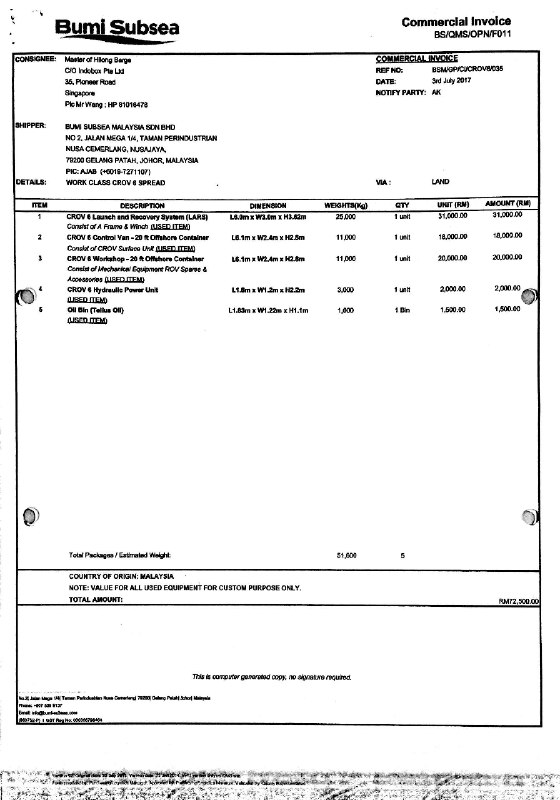 Bumi Subsea
Commercial Invoice
BS/QMS/OPN/F011
CONSIGNEE: Master of Hilong Barge
C/O Indobox Pte Ltd
35, Pioneer Road
Singapore
Pic Mr Wang : HP 81016478
COMMERCIAL INVOICE
REF NO: BSM/GP/CI/CROV6/035
DATE: 3rd July 2017
NOTIFY PARTY: AK
SHIPPER: BUMI SUBSEA MALAYSIA SDN BHD
NO 2, JALAN MEGA 1/4, TAMAN PERINDUSTRIAN
NUSA CEMERLANG, NUSAJAYA,
79200 GELANG PATAH, JOHOR, MALAYSIA
PIC: AJAB (+6019-7271107)
DETAILS: WORK CLASS CROV 6 SPREAD VIA : LAND
ITEM DESCRIPTION DIMENSION WEIGHTS(Kg) QTY UNIT (RM) AMOUNT (RM)
1 CROV 6 Launch and Recovery System (LARS) 25,000 1 unit 31,000.00 31,000.00
Consist of A Frame & Winch (USED ITEM)
2 CROV 6 Control Van - 20 ft Offshore Container L6.1m x W2.4m x H2.5m 11,000 1 unit 18,000.00 18,000.00
Consist of CROV Surface Unit (USED ITEM)
3 CROV 6 Workshop - 20 ft Offshore Container L6.1m x W2.4m x H2.6m 11,000 1 unit 20,000.00 20,000.00
Consist of Mechanical Equipment ROV Spares &
Accessories (USED ITEM)
4 CROV 6 Hydraulic Power Unit L1.8m x W1.2m x H2.2m 3,000 1 unit 2,000.00 2,000.00
(USED ITEM)
5 Oil Bin (Tellus Oil) L1.83m x W1.22m x H1.1m 1,600 1 Bin 1,500.00 1,500.00
(USED ITEM)
Total Packages / Estimated Weight: 51,600 5
COUNTRY OF ORIGIN: MALAYSIA
NOTE: VALUE FOR ALL USED EQUIPMENT FOR CUSTOM PURPOSE ONLY.
TOTAL AMOUNT: RM72,500.00
This is computer generated copy, no signature required.
No.2| Jalan Mega 1/4| Taman Perindustrian Nusa Cemerlang| 79200| Gelang Patah| Johor| Malaysia
Email: info@bumi-subsea.com